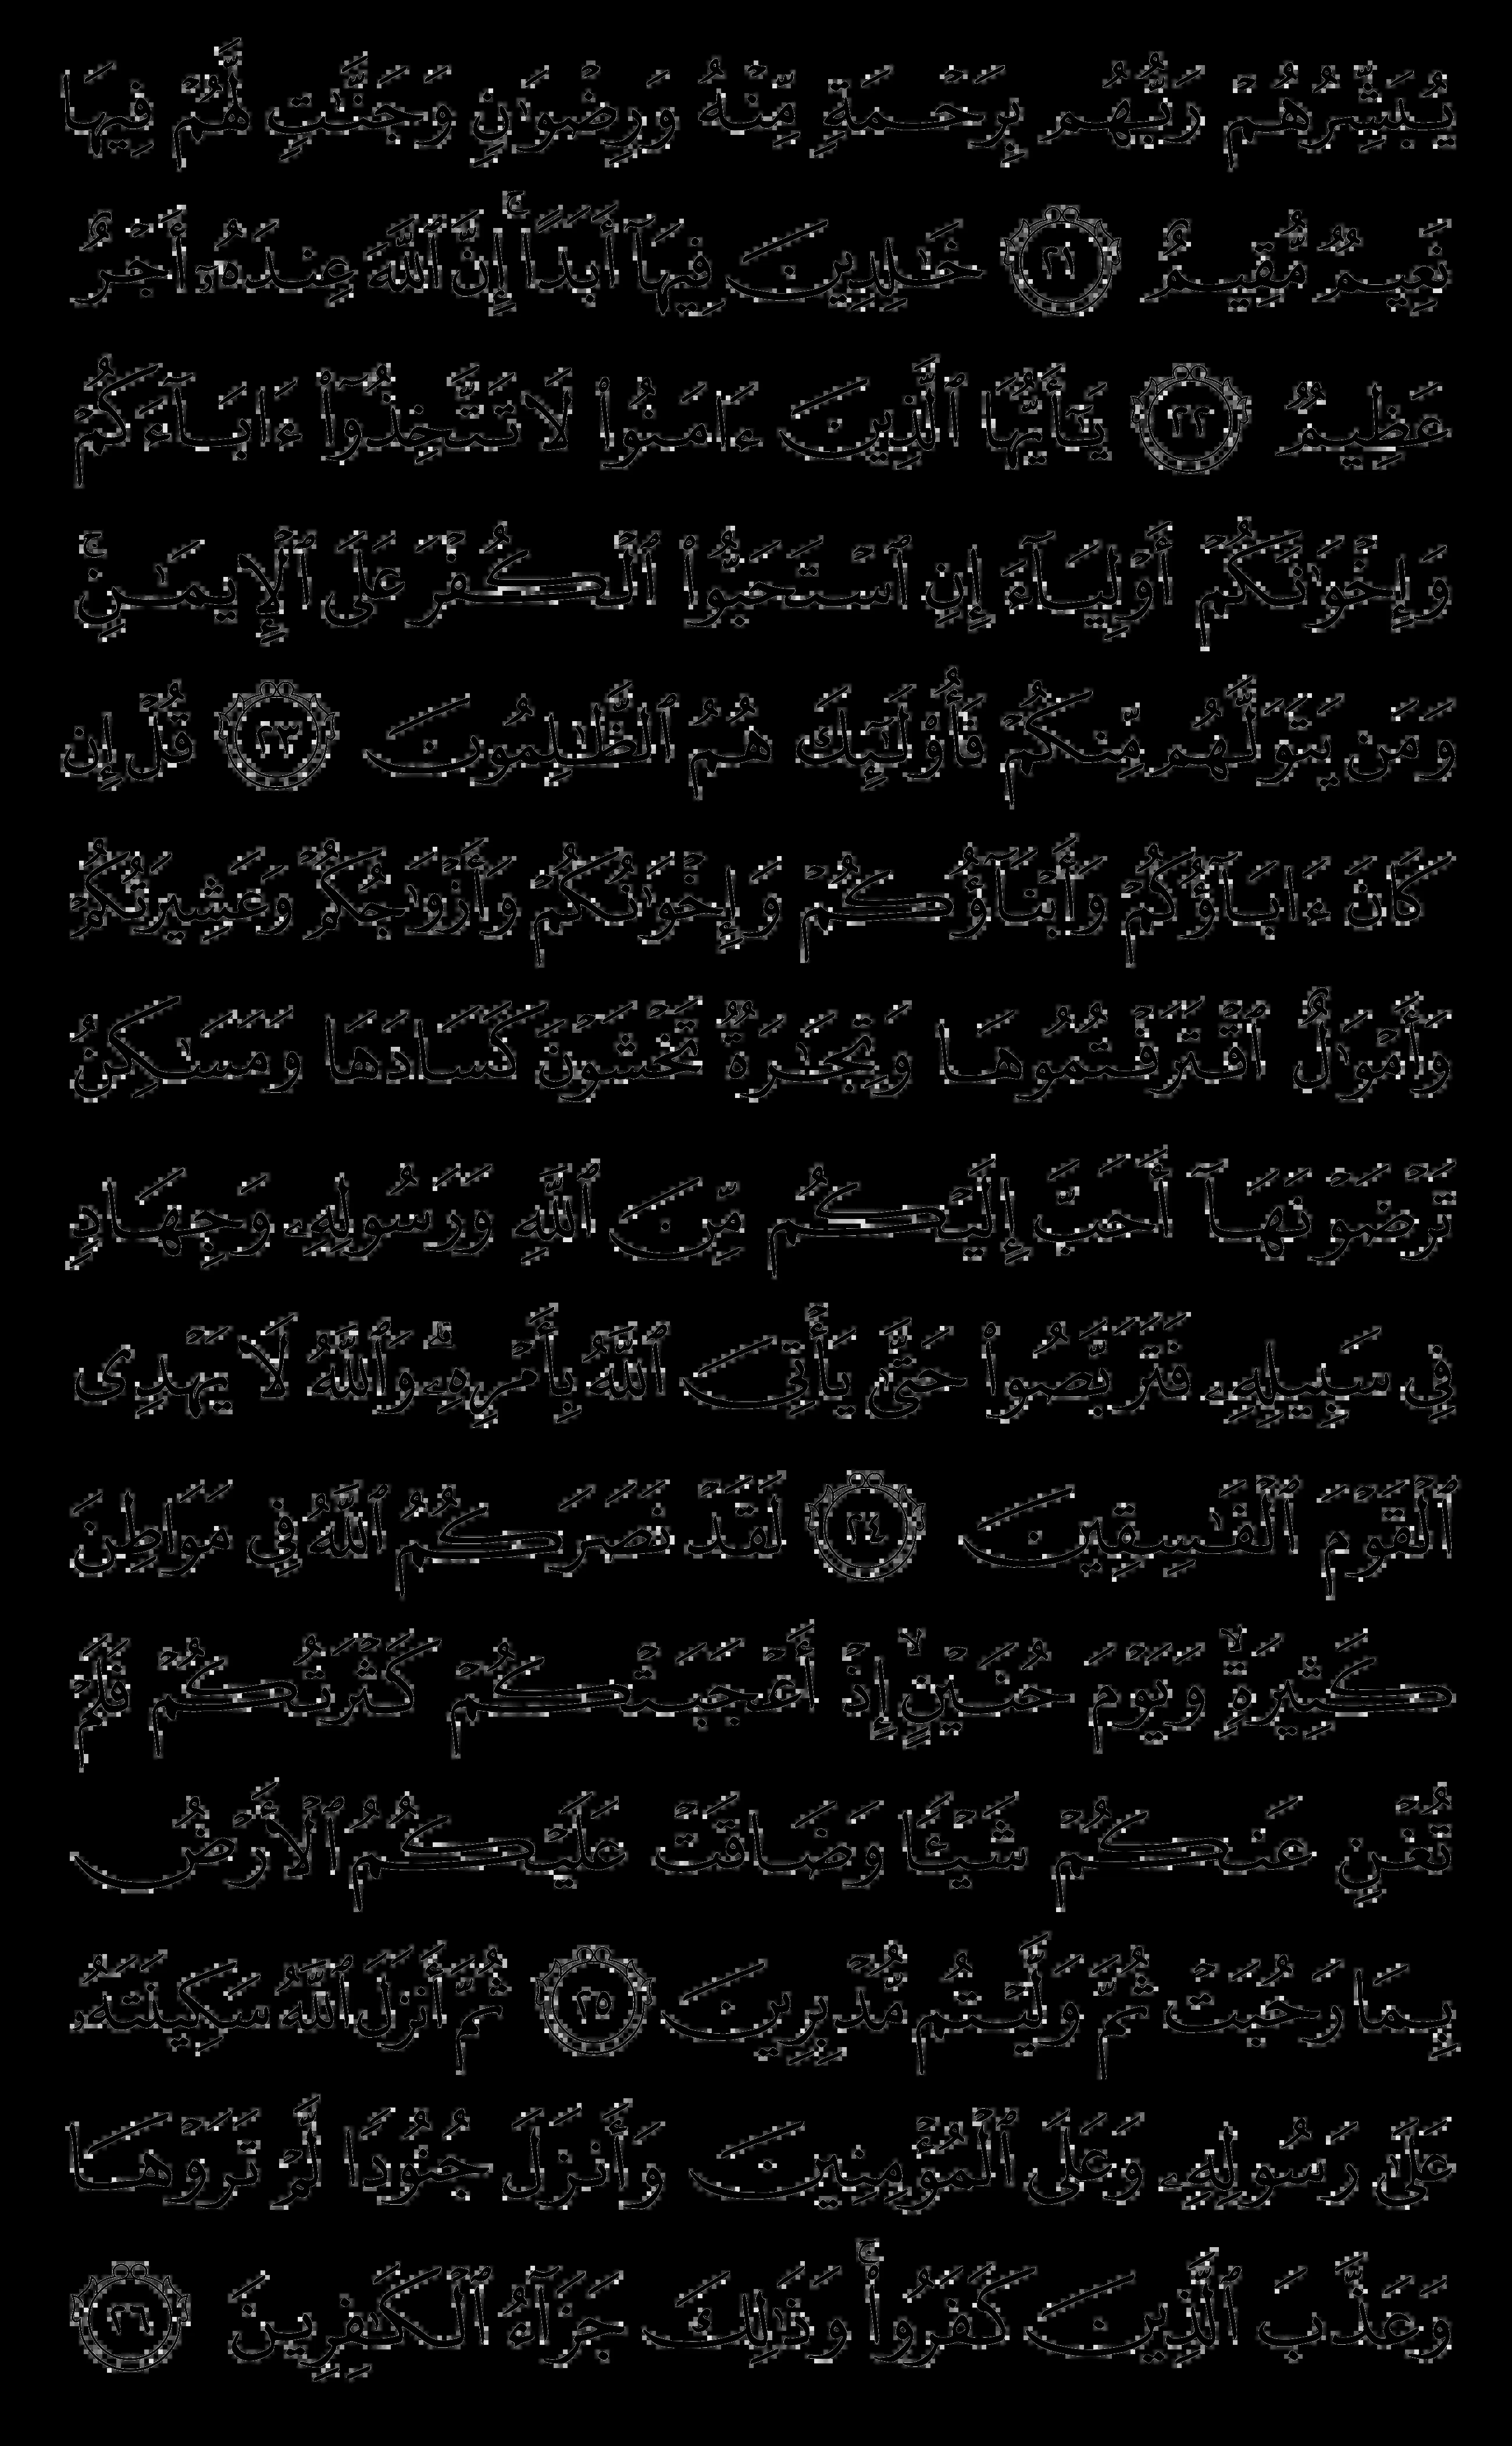 يُبَشِّرُهُمْ رَبُّهُم بِرَحْمَةٍ مِّنْهُ وَرِضْوَٰنٍ وَجَنَّـٰتٍ لَّهُمْ فِيهَا
نَعِيمٌ مُّقِيمٌ ٢١ خَـٰلِدِينَ فِيهَآ أَبَدًا ۚ إِنَّ ٱللَّهَ عِندَهُۥٓ أَجْرٌ
عَظِيمٌ ٢٢ يَـٰٓأَيُّهَا ٱلَّذِينَ ءَامَنُوا۟ لَا تَتَّخِذُوٓا۟ ءَابَآءَكُمْ
وَإِخْوَٰنَكُمْ أَوْلِيَآءَ إِنِ ٱسْتَحَبُّوا۟ ٱلْكُفْرَ عَلَى ٱلْإِيمَـٰنِ ۚ
وَمَن يَتَوَلَّهُم مِّنكُمْ فَأُو۟لَـٰٓئِكَ هُمُ ٱلظَّـٰلِمُونَ ٢٣ قُلْ إِن
كَانَ ءَابَآؤُكُمْ وَأَبْنَآؤُكُمْ وَإِخْوَٰنُكُمْ وَأَزْوَٰجُكُمْ وَعَشِيرَتُكُمْ
وَأَمْوَٰلٌ ٱقْتَرَفْتُمُوهَا وَتِجَـٰرَةٌ تَخْشَوْنَ كَسَادَهَا وَمَسَـٰكِنُ
تَرْضَوْنَهَآ أَحَبَّ إِلَيْكُم مِّنَ ٱللَّهِ وَرَسُولِهِۦ وَجِهَادٍ
فِى سَبِيلِهِۦ فَتَرَبَّصُوا۟ حَتَّىٰ يَأْتِىَ ٱللَّهُ بِأَمْرِهِۦ ۗ وَٱللَّهُ لَا يَهْدِى
ٱلْقَوْمَ ٱلْفَـٰسِقِينَ ٢٤ لَقَدْ نَصَرَكُمُ ٱللَّهُ فِى مَوَاطِنَ
كَثِيرَةٍ ۙ وَيَوْمَ حُنَيْنٍ ۙ إِذْ أَعْجَبَتْكُمْ كَثْرَتُكُمْ فَلَمْ
تُغْنِ عَنكُمْ شَيْـًٔا وَضَاقَتْ عَلَيْكُمُ ٱلْأَرْضُ
بِمَا رَحُبَتْ ثُمَّ وَلَّيْتُم مُّدْبِرِينَ ٢٥ ثُمَّ أَنزَلَ ٱللَّهُ سَكِينَتَهُۥ
عَلَىٰ رَسُولِهِۦ وَعَلَى ٱلْمُؤْمِنِينَ وَأَنزَلَ جُنُودًا لَّمْ تَرَوْهَا
وَعَذَّبَ ٱلَّذِينَ كَفَرُوا۟ ۚ وَذَٰلِكَ جَزَآءُ ٱلْكَـٰفِرِينَ ٢٦